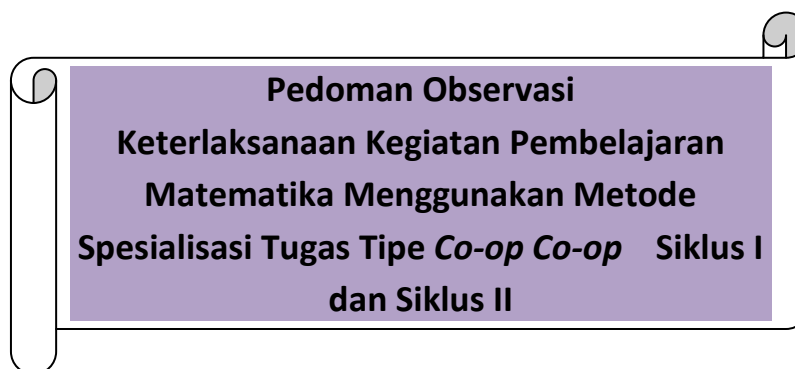 Pedoman Observasi
Keterlaksanaan Kegiatan Pembelajaran
Matematika Menggunakan Metode
Spesialisasi Tugas Tipe Co-op Co-op Siklus I
dan Siklus II